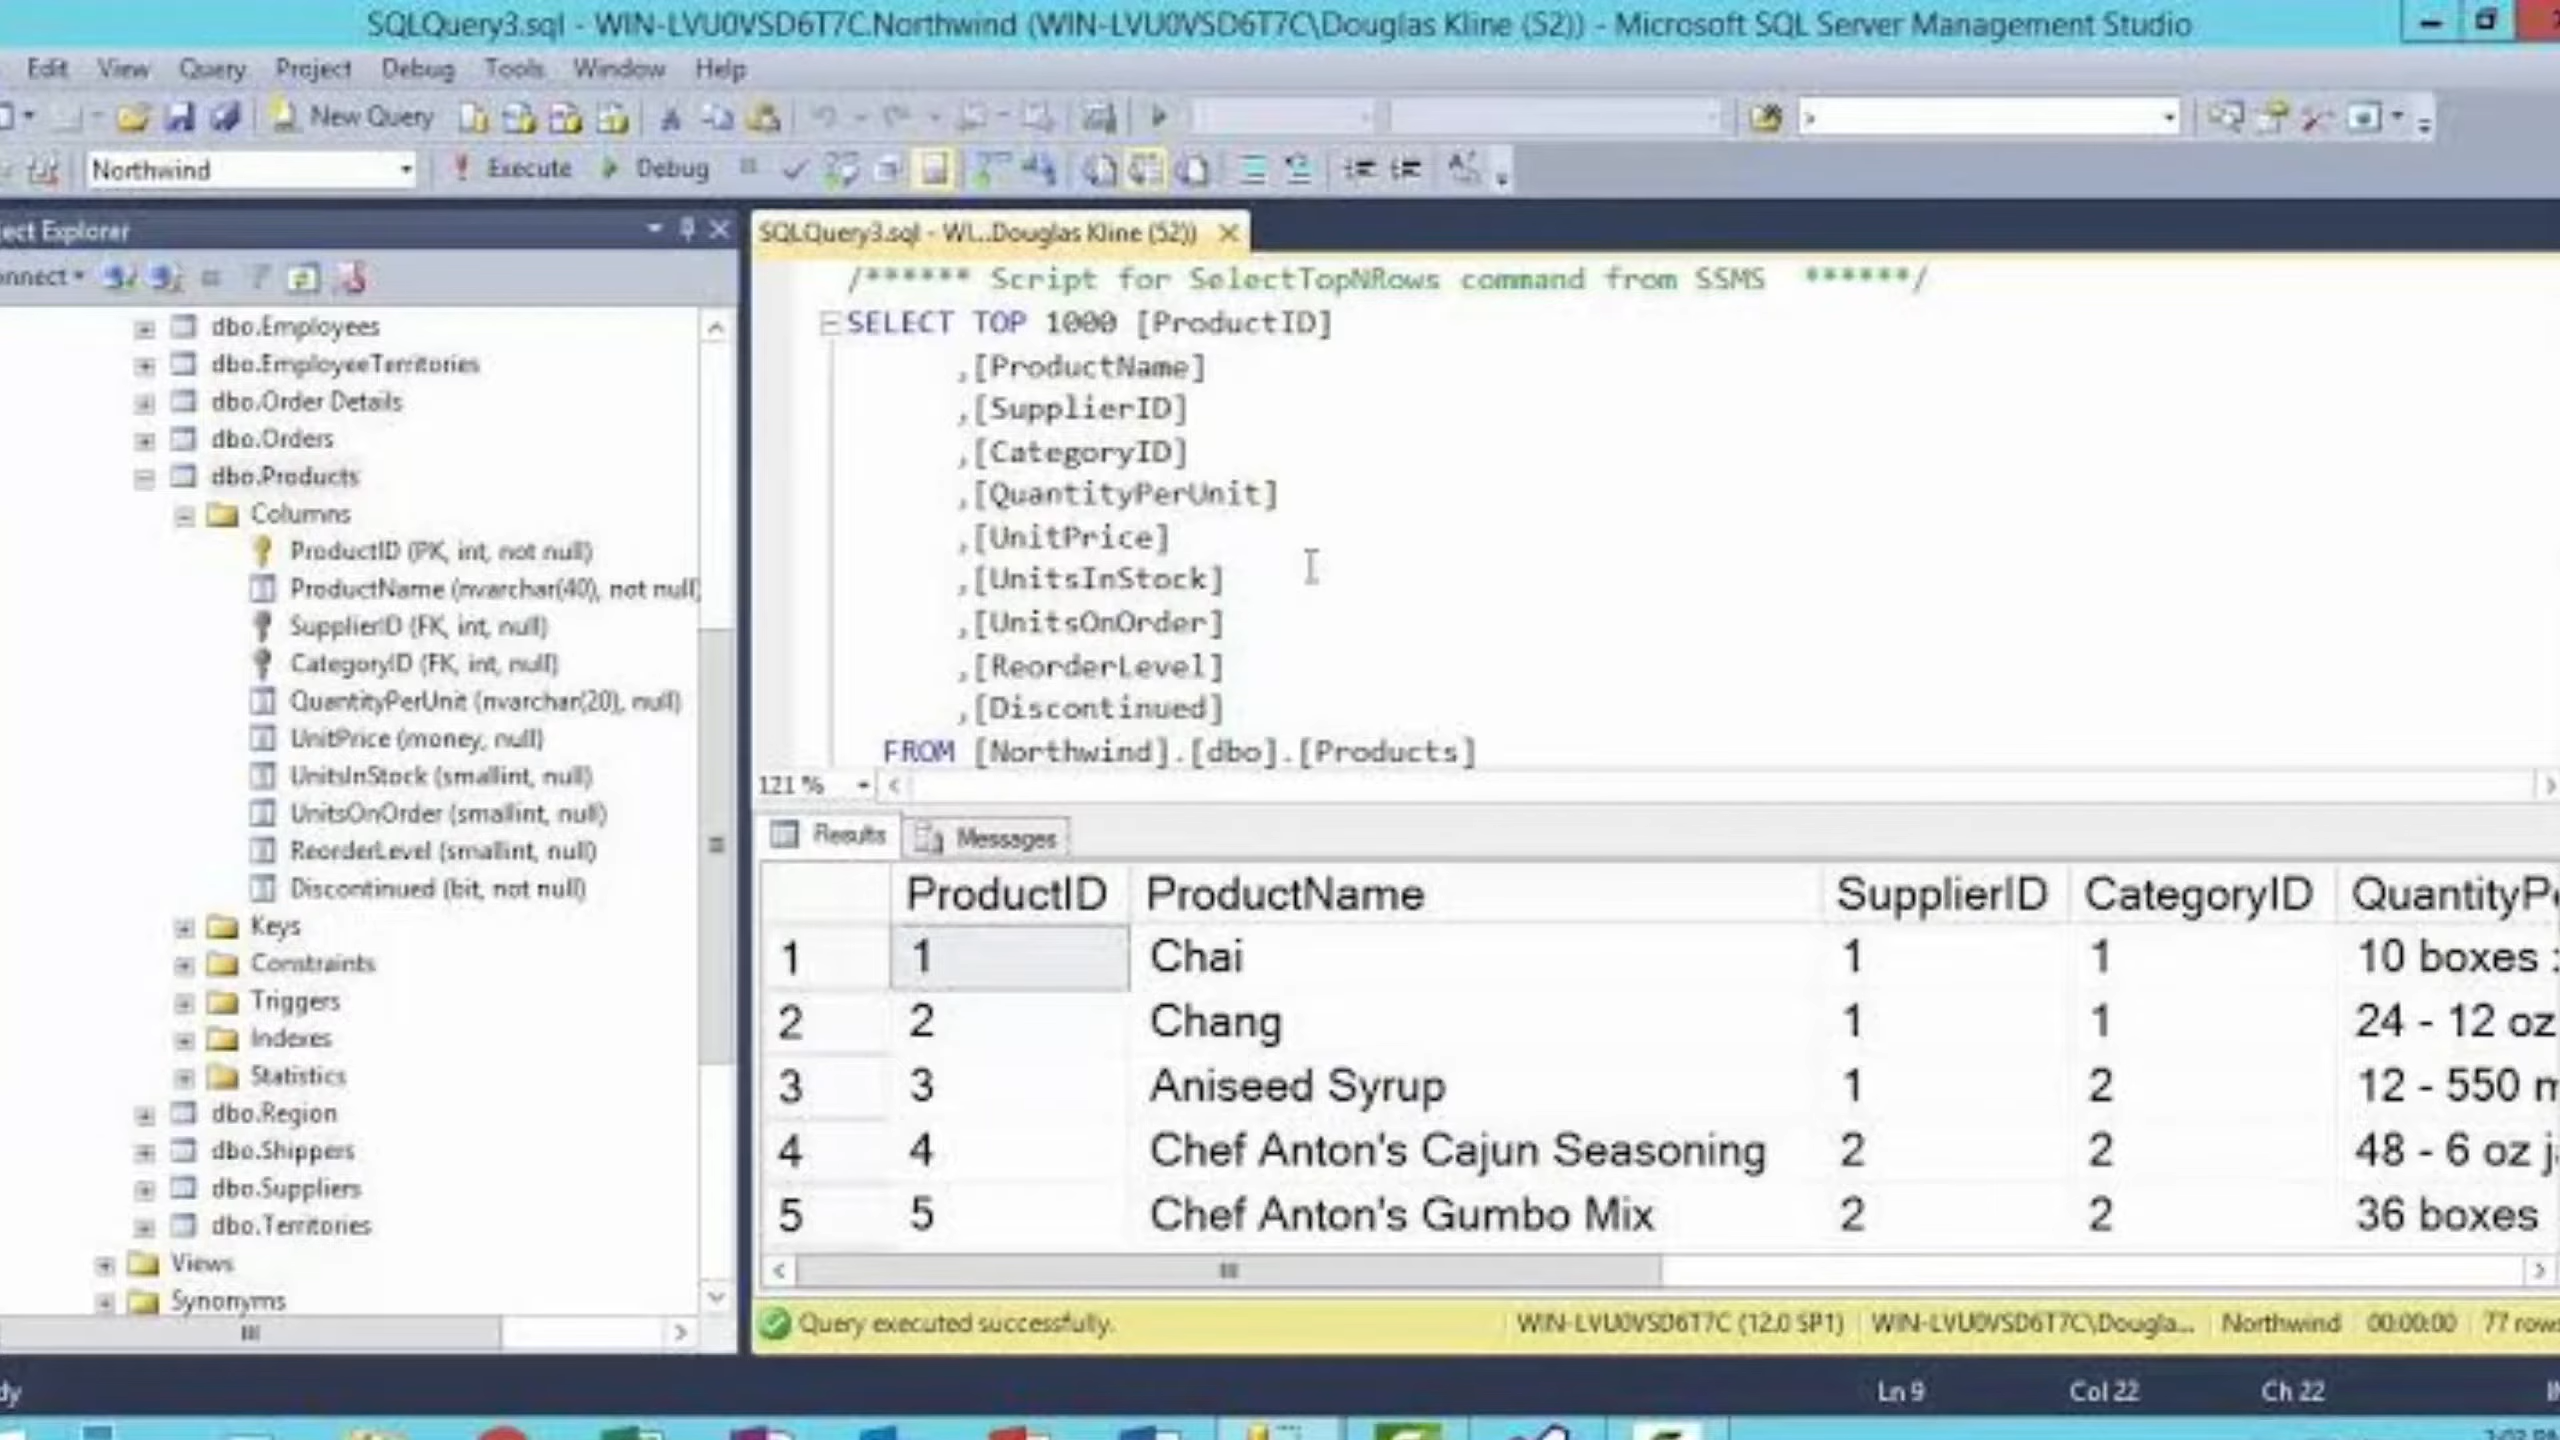 SQLQuery3.sql - WIN-LVU0VSD6T7C.Northwind (WIN-LVU0VSD6T7C\Douglas Kline (52)) - Microsoft SQL Server Management Studio
Edit View Query Project Debug Tools Window Help
New Query
Northwind Execute Debug
ect Explorer
onnect
dbo.Employees
dbo.EmployeeTerritories
dbo.Order Details
dbo.Orders
dbo.Products
Columns
ProductID (PK, int, not null)
ProductName (nvarchar(40), not null)
SupplierID (FK, int, null)
CategoryID (FK, int, null)
QuantityPerUnit (nvarchar(20), null)
UnitPrice (money, null)
UnitsInStock (smallint, null)
UnitsOnOrder (smallint, null)
ReorderLevel (smallint, null)
Discontinued (bit, not null)
Keys
Constraints
Triggers
Indexes
Statistics
dbo.Region
dbo.Shippers
dbo.Suppliers
dbo.Territories
Views
Synonyms
SQLQuery3.sql - WI...Douglas Kline (52))
/****** Script for SelectTopNRows command from SSMS ******/
SELECT TOP 1000 [ProductID]
,[ProductName]
,[SupplierID]
,[CategoryID]
,[QuantityPerUnit]
,[UnitPrice]
,[UnitsInStock]
,[UnitsOnOrder]
,[ReorderLevel]
,[Discontinued]
FROM [Northwind].[dbo].[Products]
121 %
Results Messages
ProductID ProductName SupplierID CategoryID QuantityPe
1 1 Chai 1 1 10 boxes
2 2 Chang 1 1 24 - 12 oz
3 3 Aniseed Syrup 1 2 12 - 550 m
4 4 Chef Anton's Cajun Seasoning 2 2 48 - 6 oz j
5 5 Chef Anton's Gumbo Mix 2 2 36 boxes
Query executed successfully. WIN-LVU0VSD6T7C (12.0 SP1) WIN-LVU0VSD6T7C\Dougla... Northwind 00:00:00 77 rows
dy Ln 9 Col 22 Ch 22